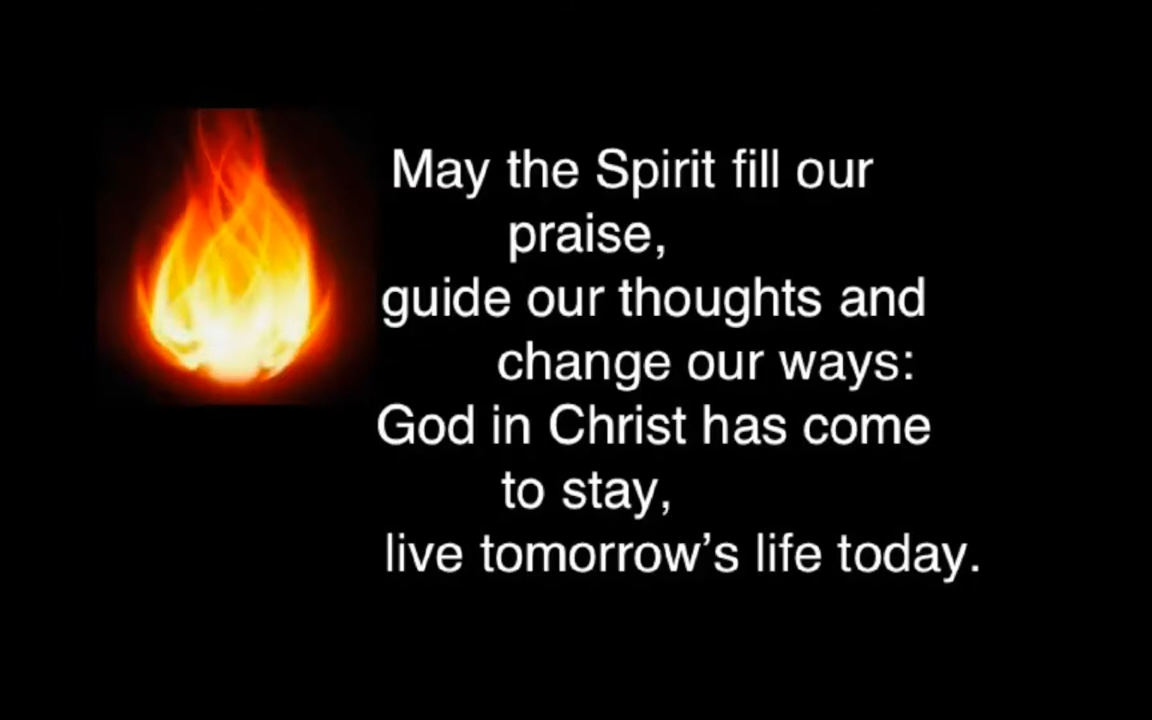 May the Spirit fill our
praise,
guide our thoughts and
change our ways:
God in Christ has come
to stay,
live tomorrow’s life today.